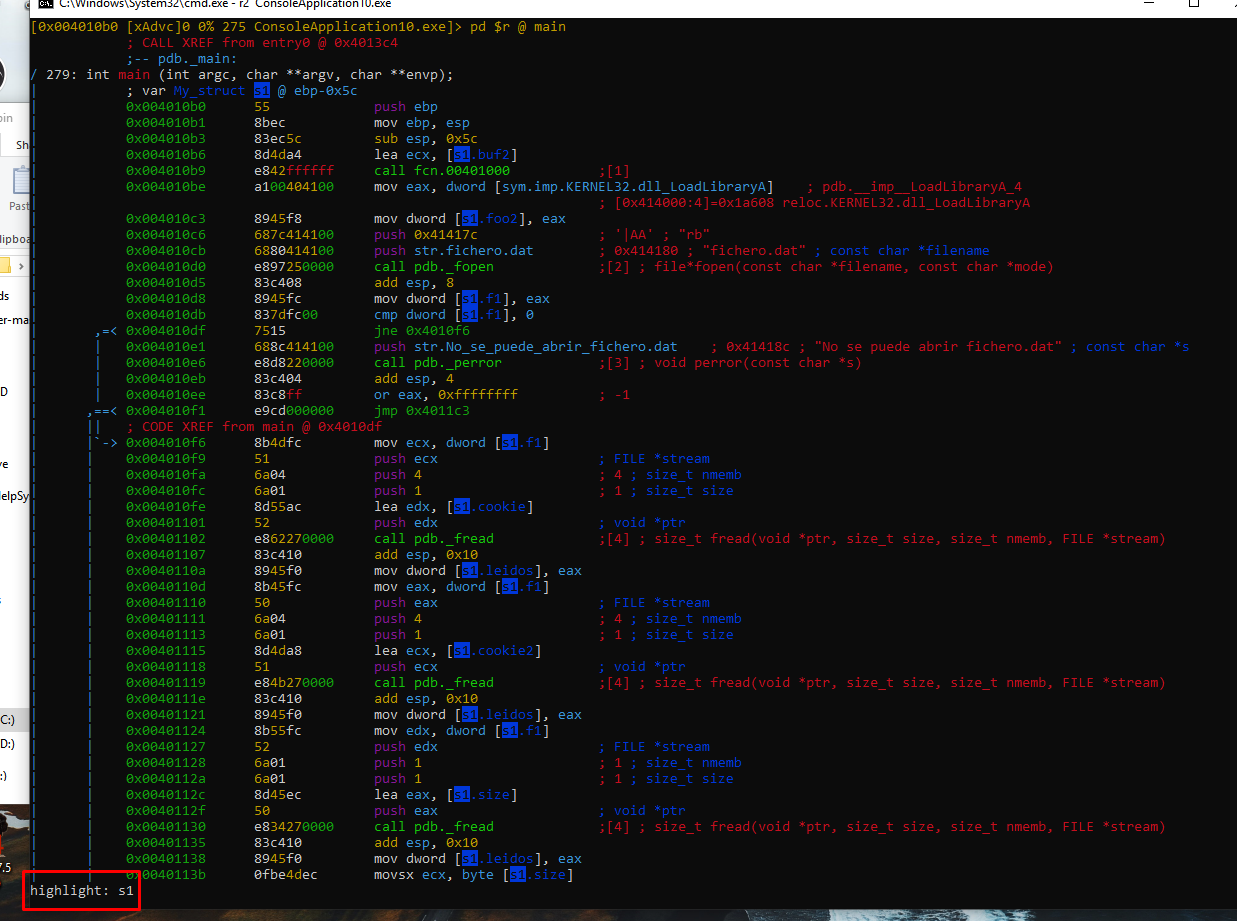 C:\Windows\System32\cmd.exe - r2 ConsoleApplication10.exe
[0x004010b0 [xAdvc]0 0% 275 ConsoleApplication10.exe]> pd $r @ main
; CALL XREF from entry0 @ 0x4013c4
;-- pdb._main:
/ 279: int main (int argc, char **argv, char **envp);
| ; var My_struct s1 @ ebp-0x5c
| 0x004010b0 55 push ebp
| 0x004010b1 8bec mov ebp, esp
| 0x004010b3 83ec5c sub esp, 0x5c
| 0x004010b6 8d4da4 lea ecx, [s1.buf2]
| 0x004010b9 e842ffffff call fcn.00401000 ;[1]
| 0x004010be a100404100 mov eax, dword [sym.imp.KERNEL32.dll_LoadLibraryA] ; pdb.__imp__LoadLibraryA_4
| ; [0x414000:4]=0x1a608 reloc.KERNEL32.dll_LoadLibraryA
| 0x004010c3 8945f8 mov dword [s1.foo2], eax
| 0x004010c6 687c414100 push 0x41417c ; '|AA' ; "rb"
| 0x004010cb 6880414100 push str.fichero.dat ; 0x414180 ; "fichero.dat" ; const char *filename
| 0x004010d0 e897250000 call pdb._fopen ;[2] ; file*fopen(const char *filename, const char *mode)
| 0x004010d5 83c408 add esp, 8
| 0x004010d8 8945fc mov dword [s1.f1], eax
| 0x004010db 837dfc00 cmp dword [s1.f1], 0
| ,=< 0x004010df 7515 jne 0x4010f6
| | 0x004010e1 688c414100 push str.No_se_puede_abrir_fichero.dat ; 0x41418c ; "No se puede abrir fichero.dat" ; const char *s
| | 0x004010e6 e8d8220000 call pdb._perror ;[3] ; void perror(const char *s)
| | 0x004010eb 83c404 add esp, 4
| | 0x004010ee 83c8ff or eax, 0xffffffff ; -1
| ,==< 0x004010f1 e9cd000000 jmp 0x4011c3
| || ; CODE XREF from main @ 0x4010df
| |`-> 0x004010f6 8b4dfc mov ecx, dword [s1.f1]
| | 0x004010f9 51 push ecx ; FILE *stream
| | 0x004010fa 6a04 push 4 ; 4 ; size_t nmemb
| | 0x004010fc 6a01 push 1 ; 1 ; size_t size
| | 0x004010fe 8d55ac lea edx, [s1.cookie]
| | 0x00401101 52 push edx ; void *ptr
| | 0x00401102 e862270000 call pdb._fread ;[4] ; size_t fread(void *ptr, size_t size, size_t nmemb, FILE *stream)
| | 0x00401107 83c410 add esp, 0x10
| | 0x0040110a 8945f0 mov dword [s1.leidos], eax
| | 0x0040110d 8b45fc mov eax, dword [s1.f1]
| | 0x00401110 50 push eax ; FILE *stream
| | 0x00401111 6a04 push 4 ; 4 ; size_t nmemb
| | 0x00401113 6a01 push 1 ; 1 ; size_t size
| | 0x00401115 8d4da8 lea ecx, [s1.cookie2]
| | 0x00401118 51 push ecx ; void *ptr
| | 0x00401119 e84b270000 call pdb._fread ;[4] ; size_t fread(void *ptr, size_t size, size_t nmemb, FILE *stream)
| | 0x0040111e 83c410 add esp, 0x10
| | 0x00401121 8945f0 mov dword [s1.leidos], eax
| | 0x00401124 8b55fc mov edx, dword [s1.f1]
| | 0x00401127 52 push edx ; FILE *stream
| | 0x00401128 6a01 push 1 ; 1 ; size_t nmemb
| | 0x0040112a 6a01 push 1 ; 1 ; size_t size
| | 0x0040112c 8d45ec lea eax, [s1.size]
| | 0x0040112f 50 push eax ; void *ptr
| | 0x00401130 e834270000 call pdb._fread ;[4] ; size_t fread(void *ptr, size_t size, size_t nmemb, FILE *stream)
| | 0x00401135 83c410 add esp, 0x10
| | 0x00401138 8945f0 mov dword [s1.leidos], eax
| | 0x0040113b 0fbe4dec movsx ecx, byte [s1.size]
highlight: s1
C:)
D:)
:)
7.5